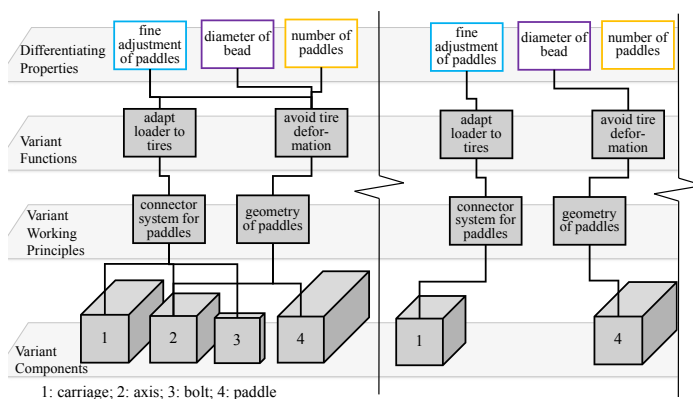 Differentiating
Properties
fine
adjustment
of paddles
diameter of
bead
number of
paddles
fine
adjustment
of paddles
diameter of
bead
number of
paddles
Variant
Functions
adapt
loader to
tires
avoid tire
defor-
mation
adapt
loader to
tires
avoid tire
defor-
mation
Variant
Working
Principles
connector
system for
paddles
geometry
of paddles
connector
system for
paddles
geometry
of paddles
Variant
Components
1
2
3
4
1
4
1: carriage; 2: axis; 3: bolt; 4: paddle